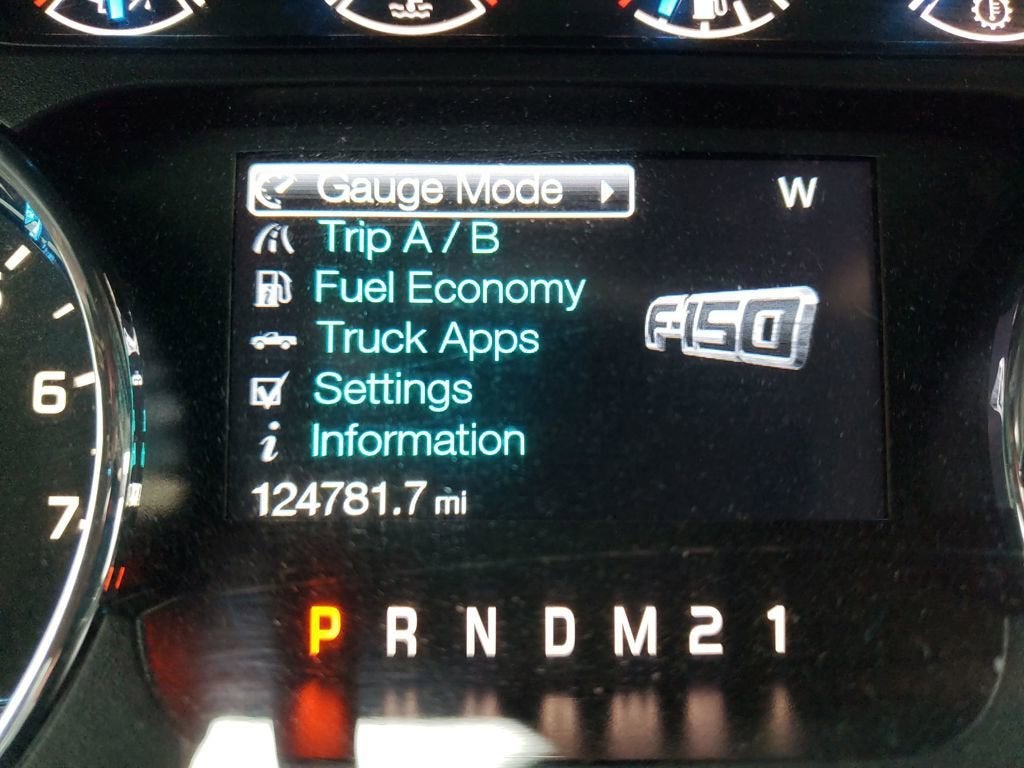 Gauge Mode
W
Trip A / B
Fuel Economy
F-150
Truck Apps
6
Settings
Information
124781.7 mi
7
P R N D M 2 1